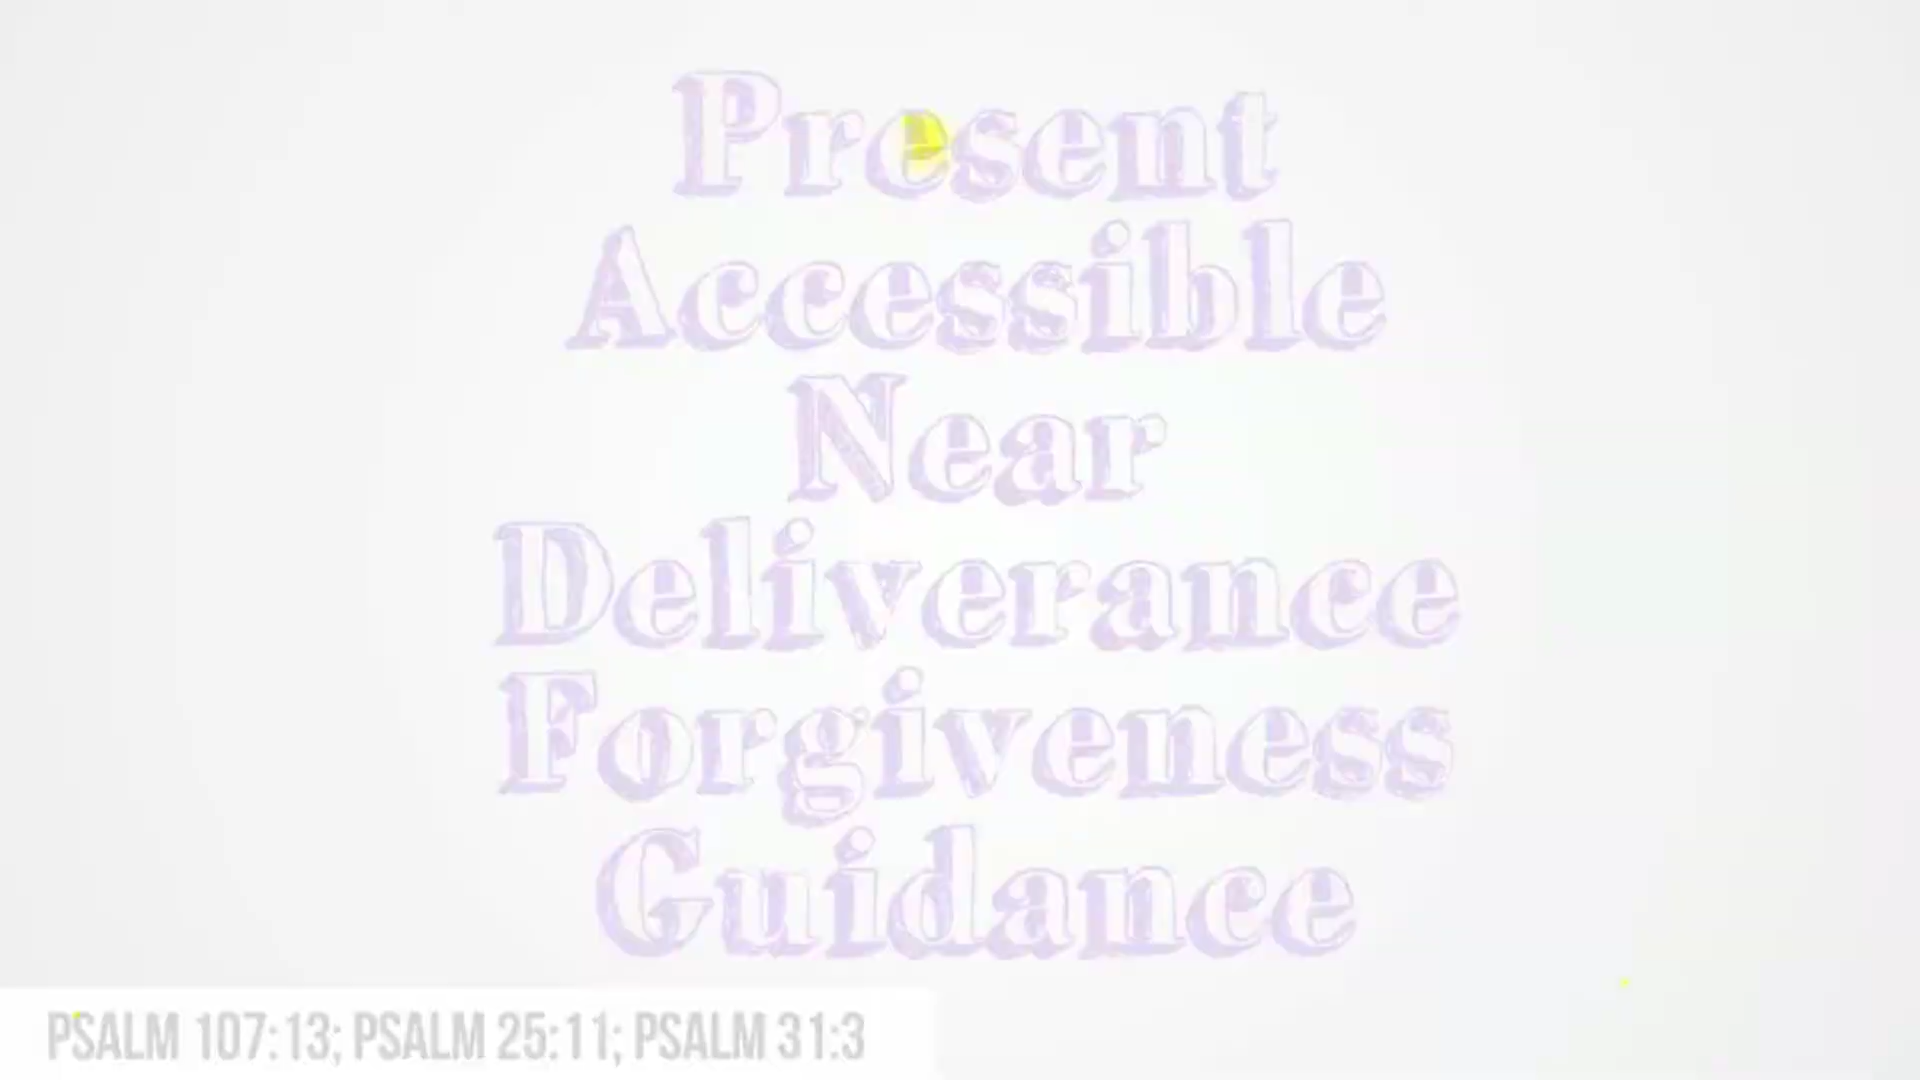 Present
Accessible
Near
Deliverance
Forgiveness
Guidance
PSALM 107:13; PSALM 25:11; PSALM 31:3